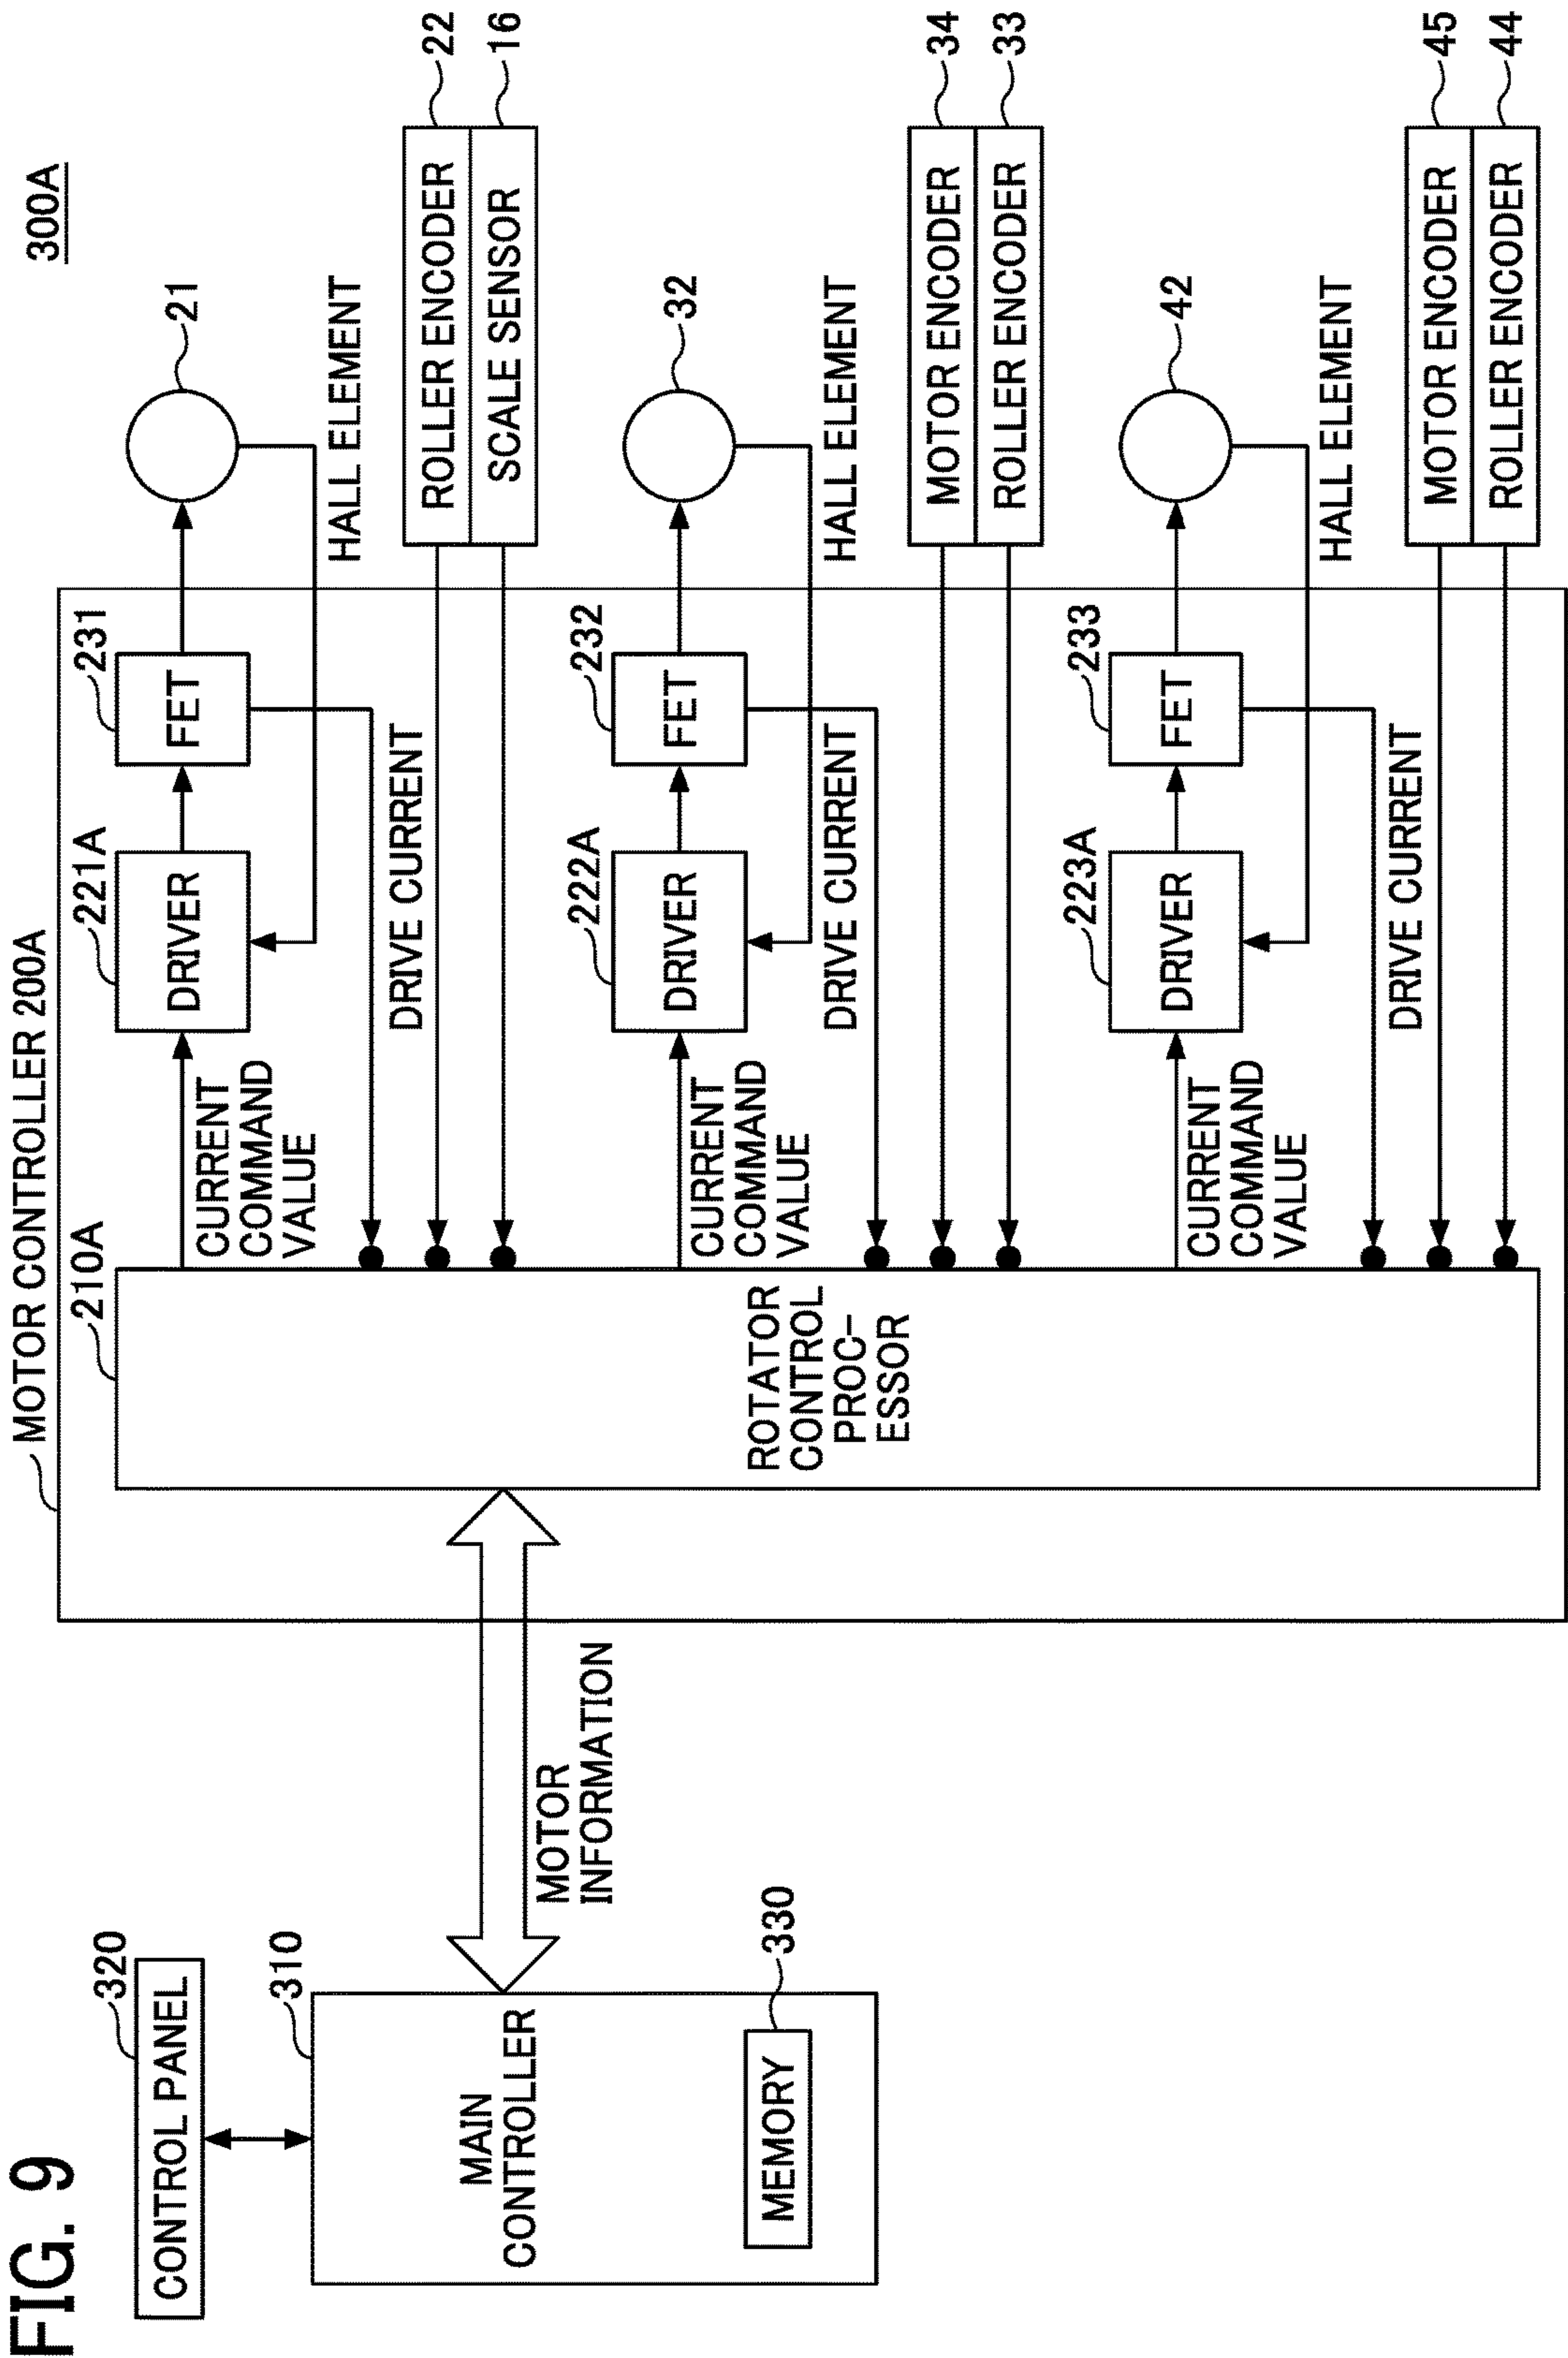 FIG. 9
300A
CONTROL PANEL
320
310
MAIN
CONTROLLER
MEMORY
330
MOTOR
INFORMATION
MOTOR CONTROLLER 200A
210A
ROTATOR
CONTROL
PROC-
ESSOR
CURRENT
COMMAND
VALUE
221A
DRIVER
231
FET
21
HALL ELEMENT
DRIVE CURRENT
ROLLER ENCODER
22
SCALE SENSOR
16
CURRENT
COMMAND
VALUE
222A
DRIVER
232
FET
32
HALL ELEMENT
DRIVE CURRENT
MOTOR ENCODER
34
ROLLER ENCODER
33
CURRENT
COMMAND
VALUE
223A
DRIVER
233
FET
42
HALL ELEMENT
DRIVE CURRENT
MOTOR ENCODER
45
ROLLER ENCODER
44